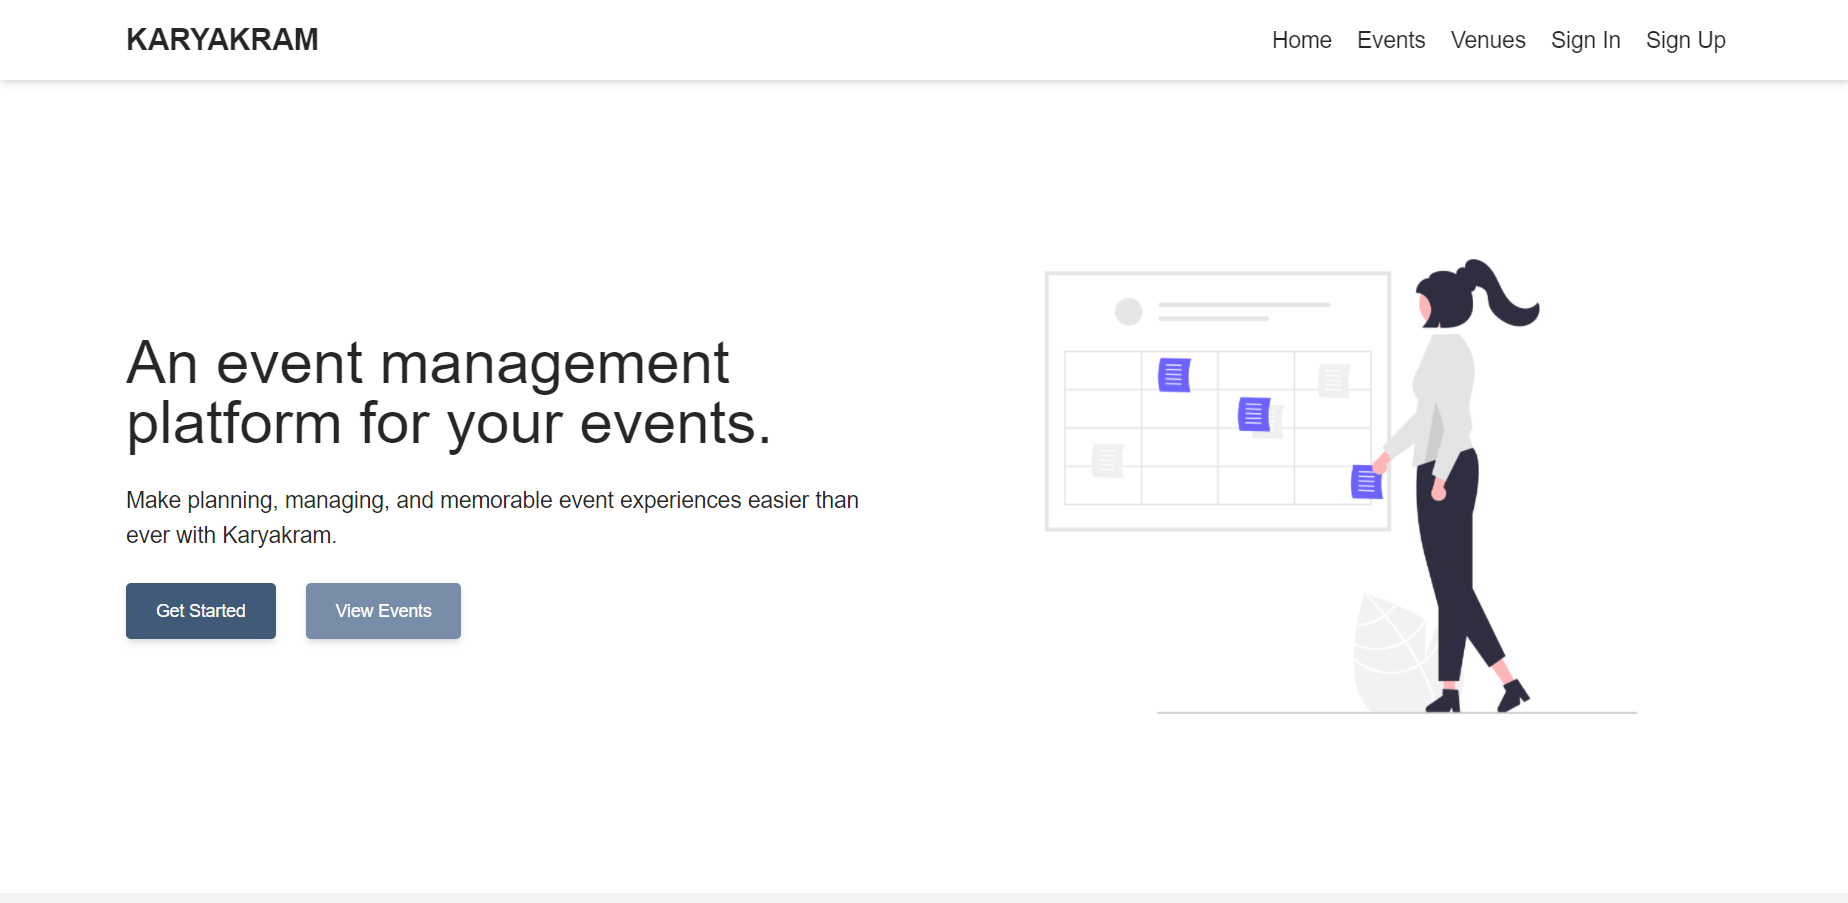 KARYAKRAM
Home Events Venues Sign In Sign Up
An event management
platform for your events.
Make planning, managing, and memorable event experiences easier than
ever with Karyakram.
Get Started View Events